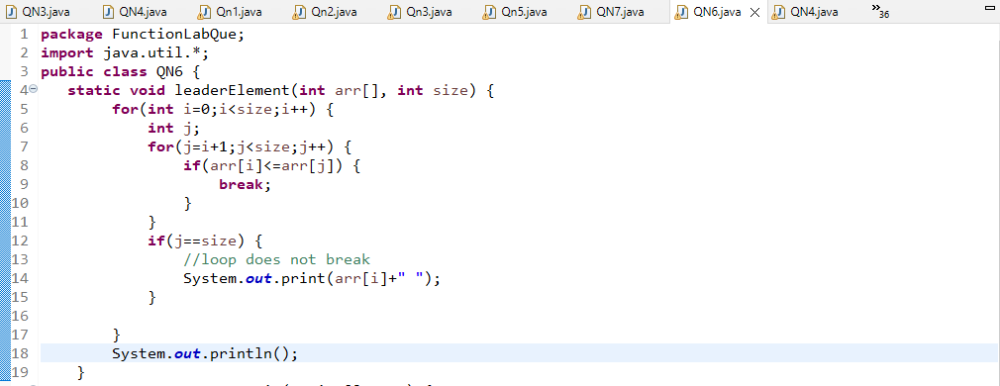 QN3.java QN4.java Qn1.java Qn2.java Qn3.java Qn5.java QN7.java QN6.java QN4.java »36
1 package FunctionLabQue;
2 import java.util.*;
3 public class QN6 {
4 static void leaderElement(int arr[], int size) {
5 for(int i=0;i<size;i++) {
6 int j;
7 for(j=i+1;j<size;j++) {
8 if(arr[i]<=arr[j]) {
9 break;
10 }
11 }
12 if(j==size) {
13 //loop does not break
14 System.out.print(arr[i]+" ");
15 }
16
17 }
18 System.out.println();
19 }